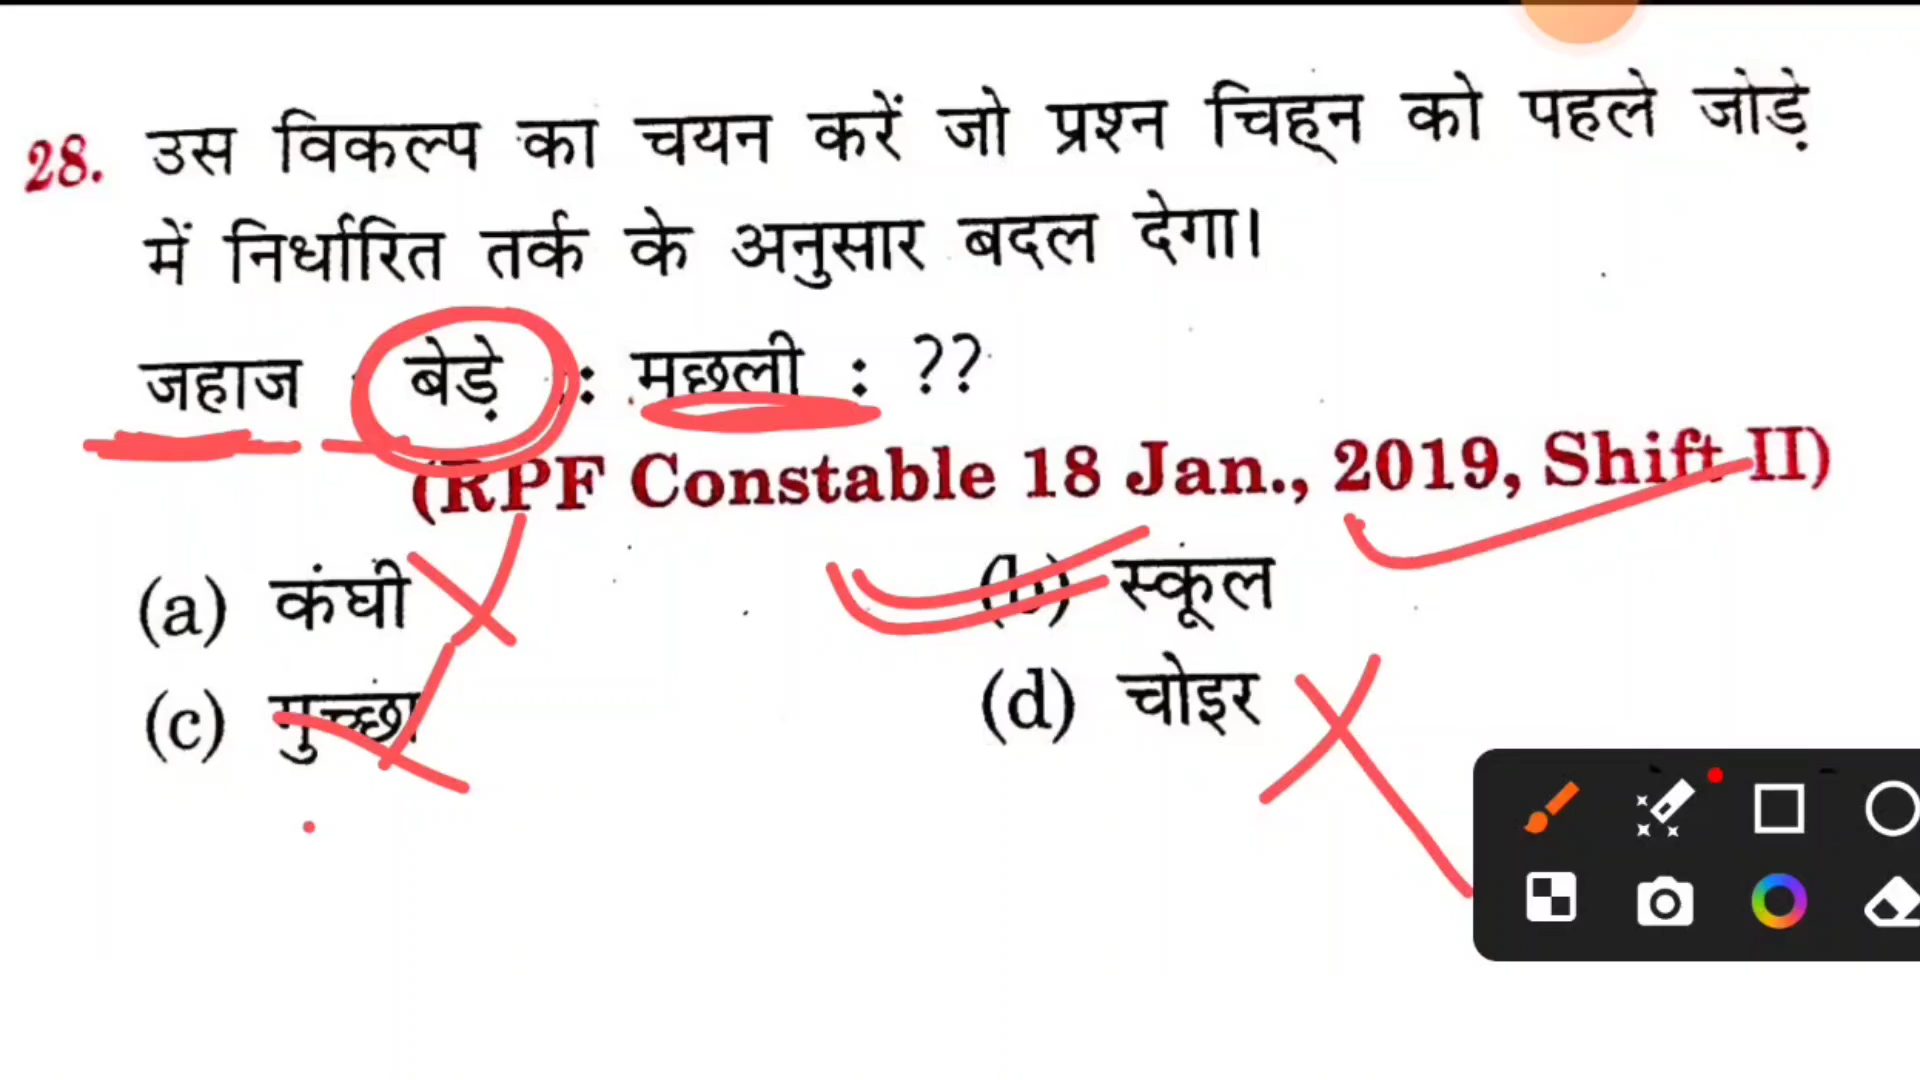 28. उस विकल्प का चयन करें जो प्रश्न चिह्न को पहले जोड़े
में निर्धारित तर्क के अनुसार बदल देगा।
जहाज : बेड़े :: मछली : ??
(RPF Constable 18 Jan., 2019, Shift II)
(a) कंघी (b) स्कूल
(c) गुच्छा (d) चोइर